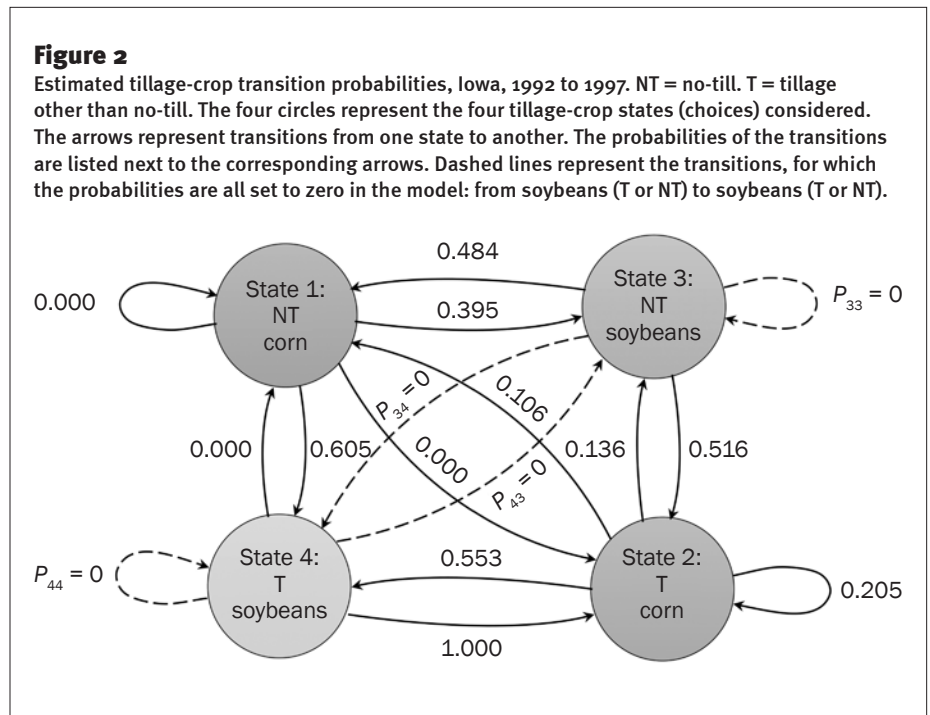 Figure 2
Estimated tillage-crop transition probabilities, Iowa, 1992 to 1997. NT = no-till. T = tillage
other than no-till. The four circles represent the four tillage-crop states (choices) considered.
The arrows represent transitions from one state to another. The probabilities of the transitions
are listed next to the corresponding arrows. Dashed lines represent the transitions, for which
the probabilities are all set to zero in the model: from soybeans (T or NT) to soybeans (T or NT).
0.484
State 1:
NT
corn
State 3:
NT
soybeans
0.000
P33 = 0
0.395
P34 = 0
0.106
0.000
0.605
0.000
0.136
0.516
P43 = 0
State 4:
T
soybeans
0.553
State 2:
T
corn
P44 = 0
0.205
1.000